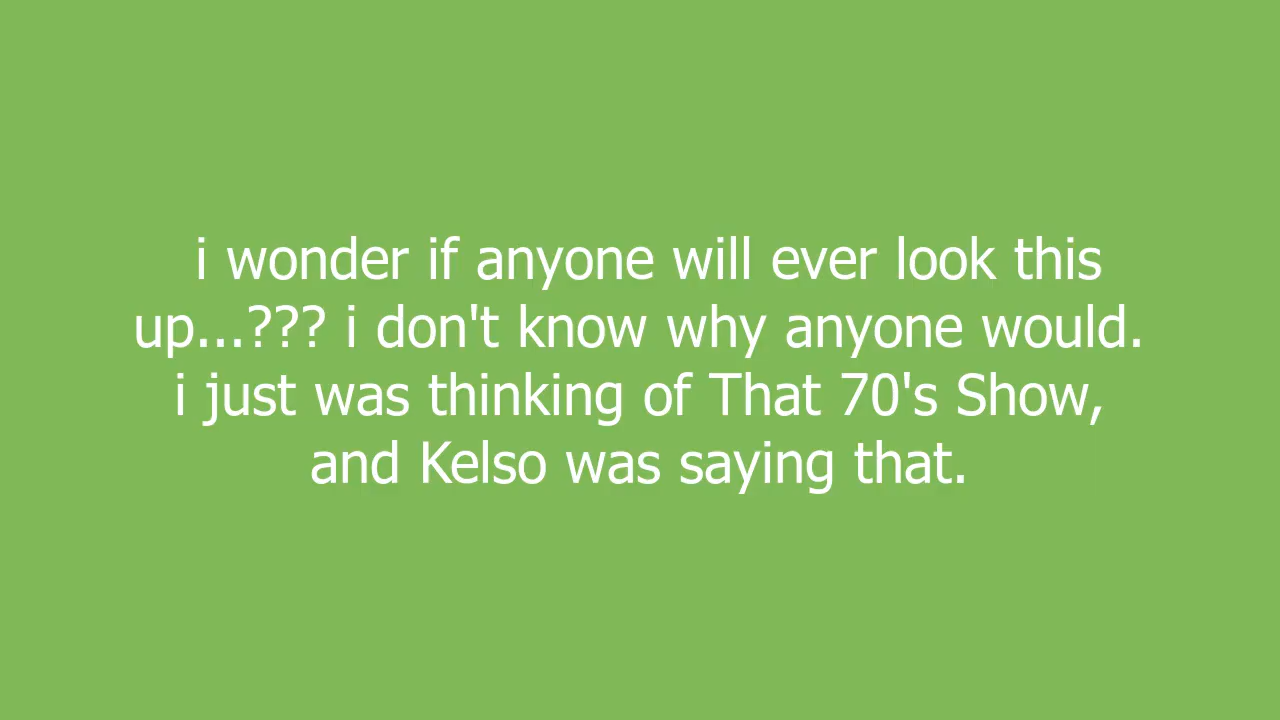 i wonder if anyone will ever look this
up...??? i don't know why anyone would.
i just was thinking of That 70's Show,
and Kelso was saying that.